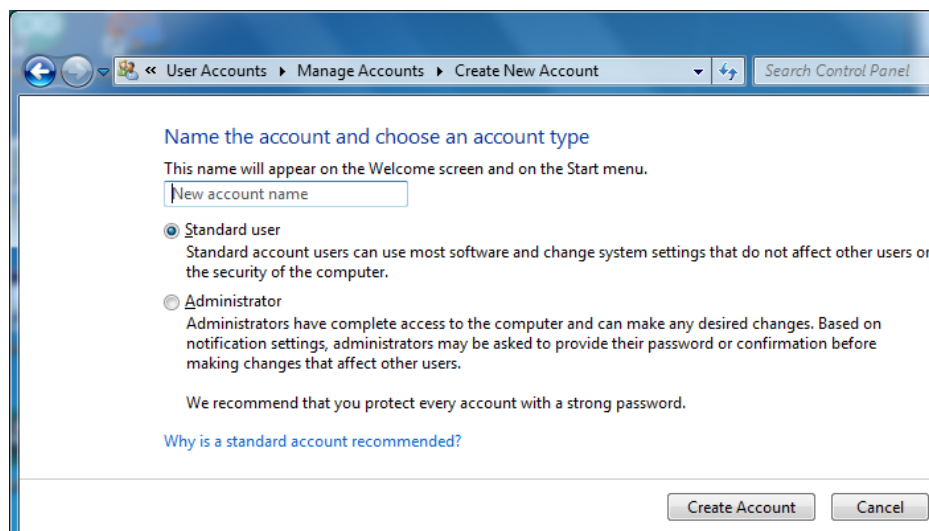 « User Accounts ▸ Manage Accounts ▸ Create New Account
Search Control Panel
Name the account and choose an account type
This name will appear on the Welcome screen and on the Start menu.
New account name
Standard user
Standard account users can use most software and change system settings that do not affect other users or
the security of the computer.
Administrator
Administrators have complete access to the computer and can make any desired changes. Based on
notification settings, administrators may be asked to provide their password or confirmation before
making changes that affect other users.
We recommend that you protect every account with a strong password.
Why is a standard account recommended?
Create Account
Cancel